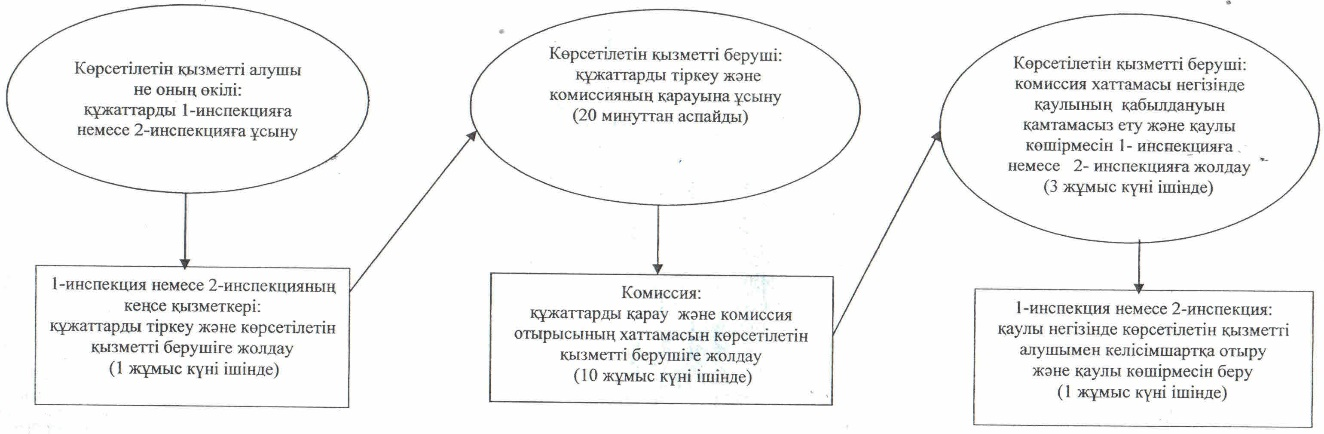 Көрсетілетін қызметті алушы
не оның өкілі:
құжаттарды 1-инспекцияға
немесе 2-инспекцияға ұсыну
1-инспекция немесе 2-инспекцияның
кеңсе қызметкері:
құжаттарды тіркеу және көрсетілетін
қызметті берушіге жолдау
(1 жұмыс күні ішінде)
Көрсетілетін қызметті беруші:
құжаттарды тіркеу және
комиссияның қарауына ұсыну
(20 минуттан аспайды)
Комиссия:
құжаттарды қарау және комиссия
отырысының хаттамасын көрсетілетін
қызметті берушіге жолдау
(10 жұмыс күні ішінде)
Көрсетілетін қызметті беруші:
комиссия хаттамасы негізінде
қаулының қабылдануын
қамтамасыз ету және қаулы
көшірмесін 1- инспекцияға
немесе 2- инспекцияға жолдау
(3 жұмыс күні ішінде)
1-инспекция немесе 2-инспекция:
қаулы негізінде көрсетілетін қызметті
алушымен келісімшартқа отыру
және қаулы көшірмесін беру
(1 жұмыс күні ішінде)